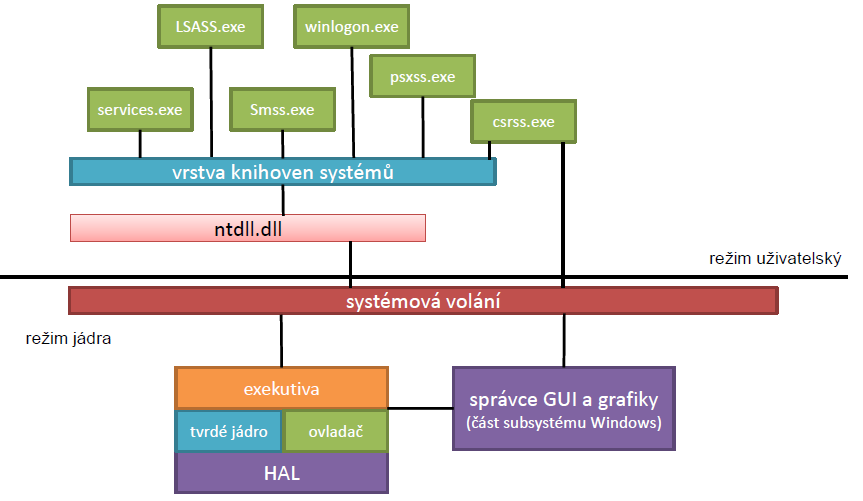 LSASS.exe
winlogon.exe
psxss.exe
services.exe
Smss.exe
csrss.exe
vrstva knihoven systémů
ntdll.dll
režim uživatelský
systémová volání
režim jádra
exekutiva
správce GUI a grafiky
(část subsystému Windows)
tvrdé jádro
ovladač
HAL